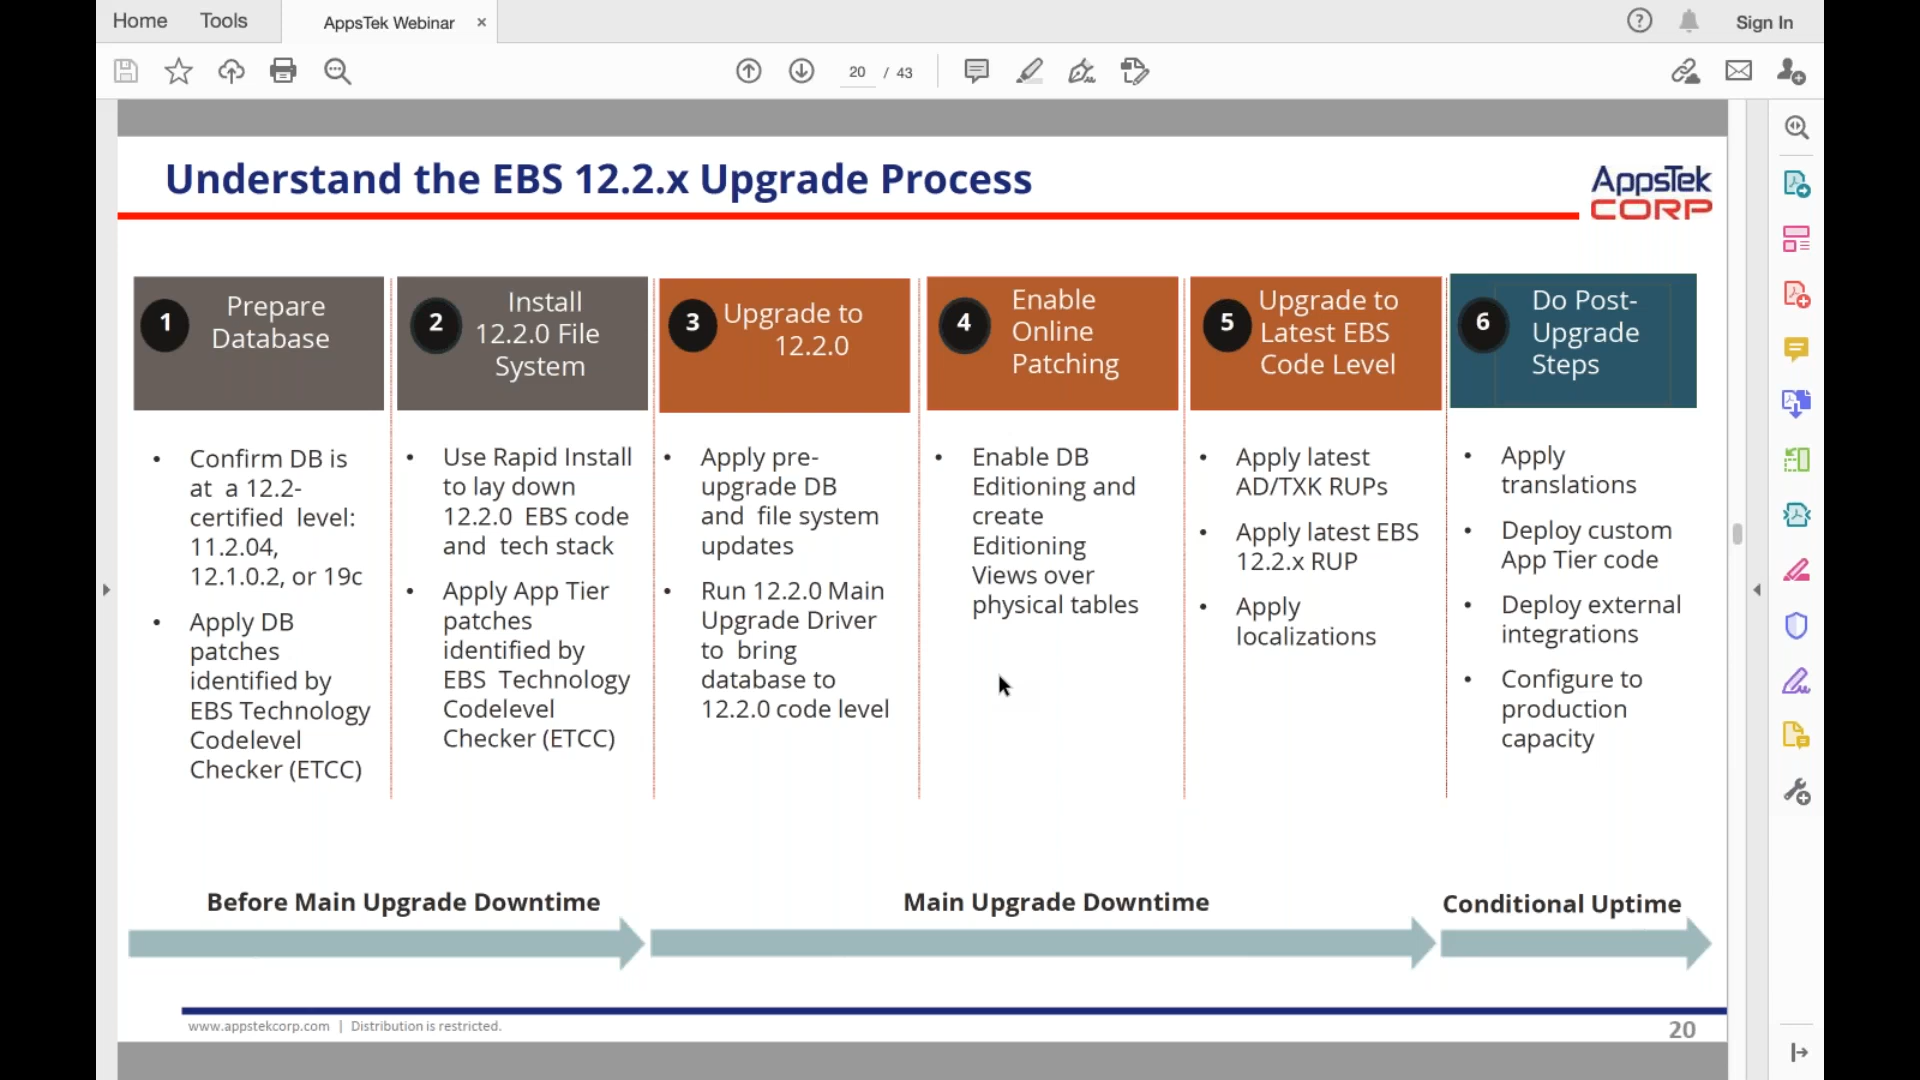 Home Tools AppsTek Webinar × Sign In
20 / 43
Understand the EBS 12.2.x Upgrade Process
AppsTek
CORP
1
Prepare
Database
2
Install
12.2.0 File
System
3
Upgrade to
12.2.0
4
Enable
Online
Patching
5
Upgrade to
Latest EBS
Code Level
6
Do Post-
Upgrade
Steps
• Confirm DB is
at a 12.2-
certified level:
11.2.04,
12.1.0.2, or 19c
• Apply DB
patches
identified by
EBS Technology
Codelevel
Checker (ETCC)
• Use Rapid Install
to lay down
12.2.0 EBS code
and tech stack
• Apply App Tier
patches
identified by
EBS Technology
Codelevel
Checker (ETCC)
• Apply pre-
upgrade DB
and file system
updates
• Run 12.2.0 Main
Upgrade Driver
to bring
database to
12.2.0 code level
• Enable DB
Editioning and
create
Editioning
Views over
physical tables
• Apply latest
AD/TXK RUPs
• Apply latest EBS
12.2.x RUP
• Apply
localizations
• Apply
translations
• Deploy custom
App Tier code
• Deploy external
integrations
• Configure to
production
capacity
Before Main Upgrade Downtime
Main Upgrade Downtime
Conditional Uptime
www.appstekcorp.com | Distribution is restricted.
20